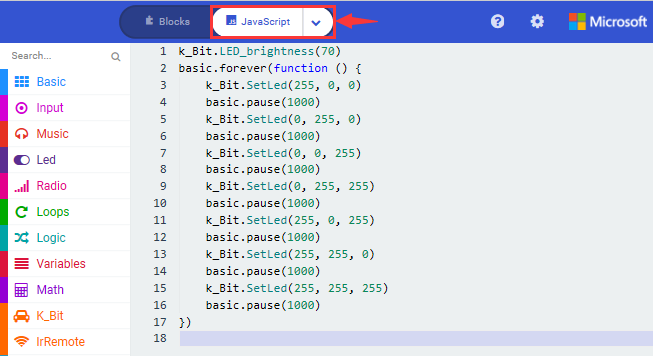 Blocks JavaScript Microsoft
Search...
Basic
Input
Music
Led
Radio
Loops
Logic
Variables
Math
K_Bit
IrRemote
1 k_Bit.LED_brightness(70)
2 basic.forever(function () {
3     k_Bit.SetLed(255, 0, 0)
4     basic.pause(1000)
5     k_Bit.SetLed(0, 255, 0)
6     basic.pause(1000)
7     k_Bit.SetLed(0, 0, 255)
8     basic.pause(1000)
9     k_Bit.SetLed(0, 255, 255)
10     basic.pause(1000)
11     k_Bit.SetLed(255, 0, 255)
12     basic.pause(1000)
13     k_Bit.SetLed(255, 255, 0)
14     basic.pause(1000)
15     k_Bit.SetLed(255, 255, 255)
16     basic.pause(1000)
17 })
18